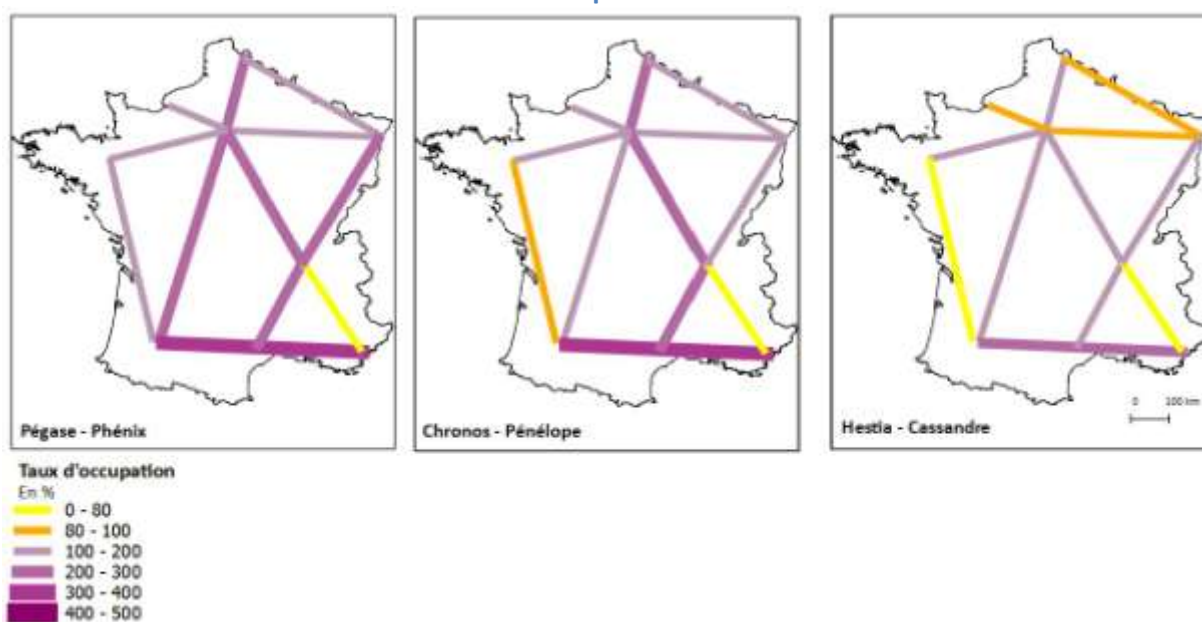 Pégase - Phénix
Chronos - Pénélope
Hestia - Cassandre
0 100 km
Taux d'occupation
En %
0 - 80
80 - 100
100 - 200
200 - 300
300 - 400
400 - 500